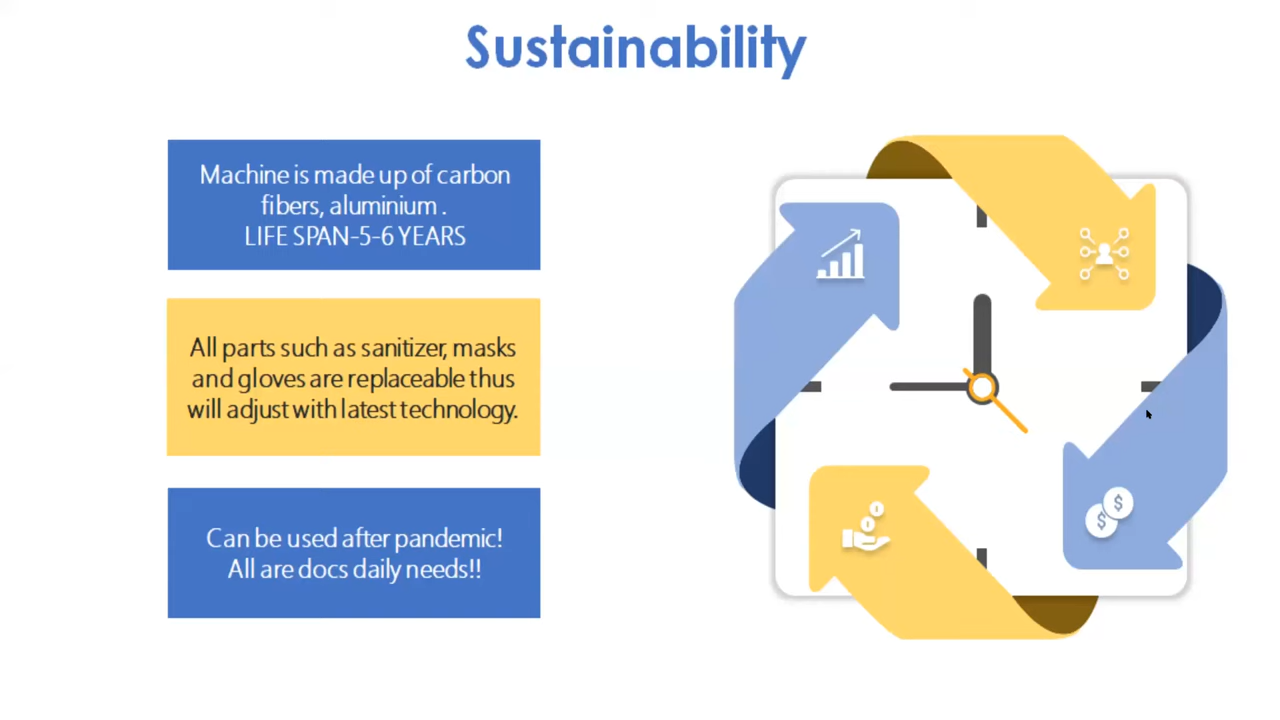 Sustainability
Machine is made up of carbon
fibers, aluminium .
LIFE SPAN-5-6 YEARS
All parts such as sanitizer, masks
and gloves are replaceable thus
will adjust with latest technology.
Can be used after pandemic!
All are docs daily needs!!
$
$